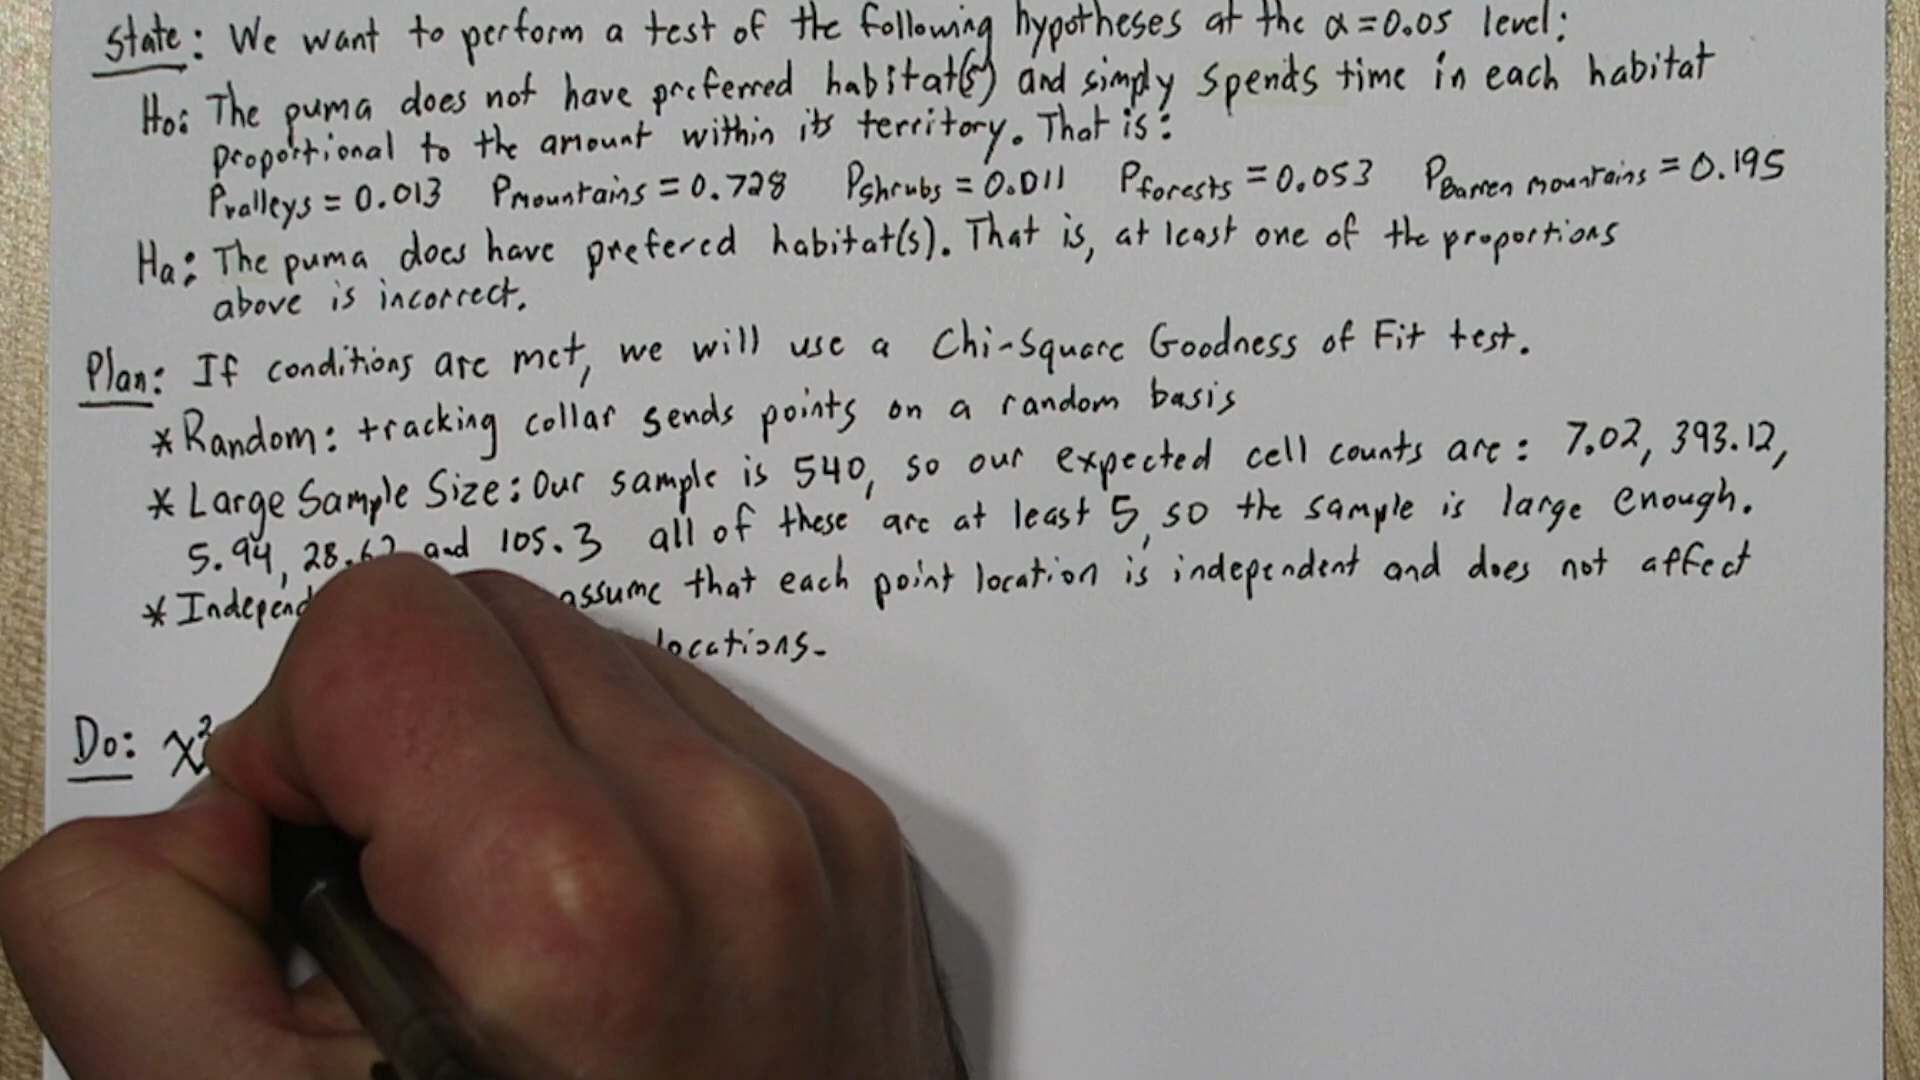 State: We want to perform a test of the following hypotheses at the α=0.05 level:
Ho: The puma does not have preferred habitat(s) and simply spends time in each habitat
proportional to the amount within its territory. That is:
Pvalleys = 0.013 Pmountains = 0.728 Pshrubs = 0.011 Pforests = 0.053 PBarren mountains = 0.195
Ha: The puma does have prefered habitat(s). That is, at least one of the proportions
above is incorrect.
Plan: If conditions are met, we will use a Chi-Square Goodness of Fit test.
* Random: tracking collar sends points on a random basis
* Large Sample Size: Our sample is 540, so our expected cell counts are: 7.02, 393.12,
5.94, 28.62 and 105.3 all of these are at least 5, so the sample is large enough.
* Independ assume that each point location is independent and does not affect
locations.
Do: χ²